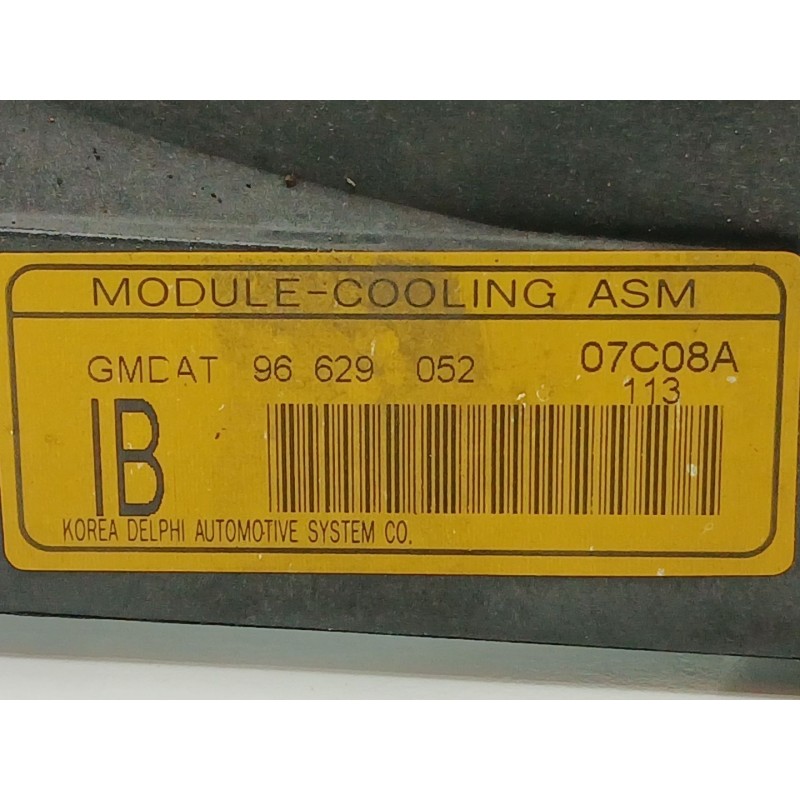 MODULE-COOLING ASM
GMDAT 96 629 052 07C08A
113
IB
KOREA DELPHI AUTOMOTIVE SYSTEM CO.